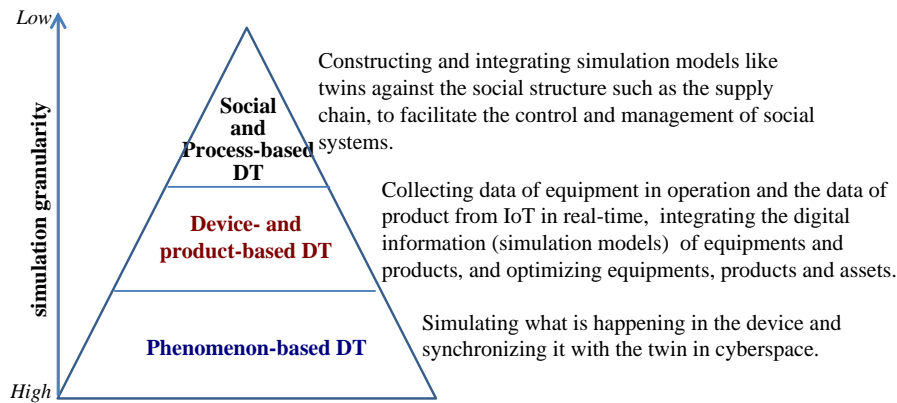 Low
simulation granularity
High
Social
and
Process-based
DT
Constructing and integrating simulation models like
twins against the social structure such as the supply
chain, to facilitate the control and management of social
systems.
Device- and
product-based DT
Collecting data of equipment in operation and the data of
product from IoT in real-time, integrating the digital
information (simulation models) of equipments and
products, and optimizing equipments, products and assets.
Phenomenon-based DT
Simulating what is happening in the device and
synchronizing it with the twin in cyberspace.